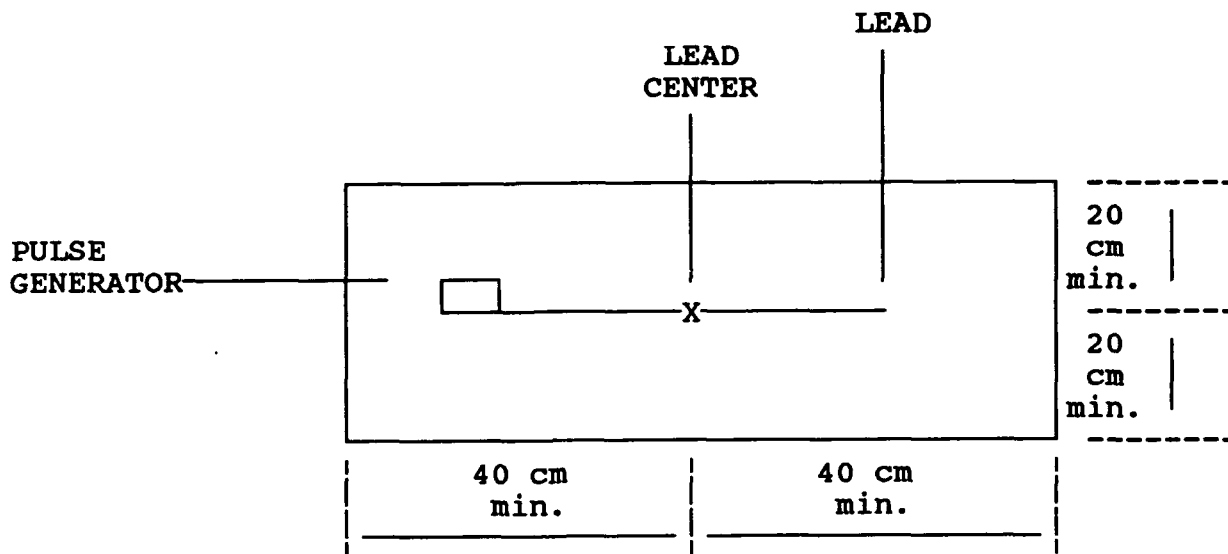 LEAD
LEAD
CENTER
PULSE
GENERATOR
X
20
cm
min.
20
cm
min.
40 cm
min.
40 cm
min.